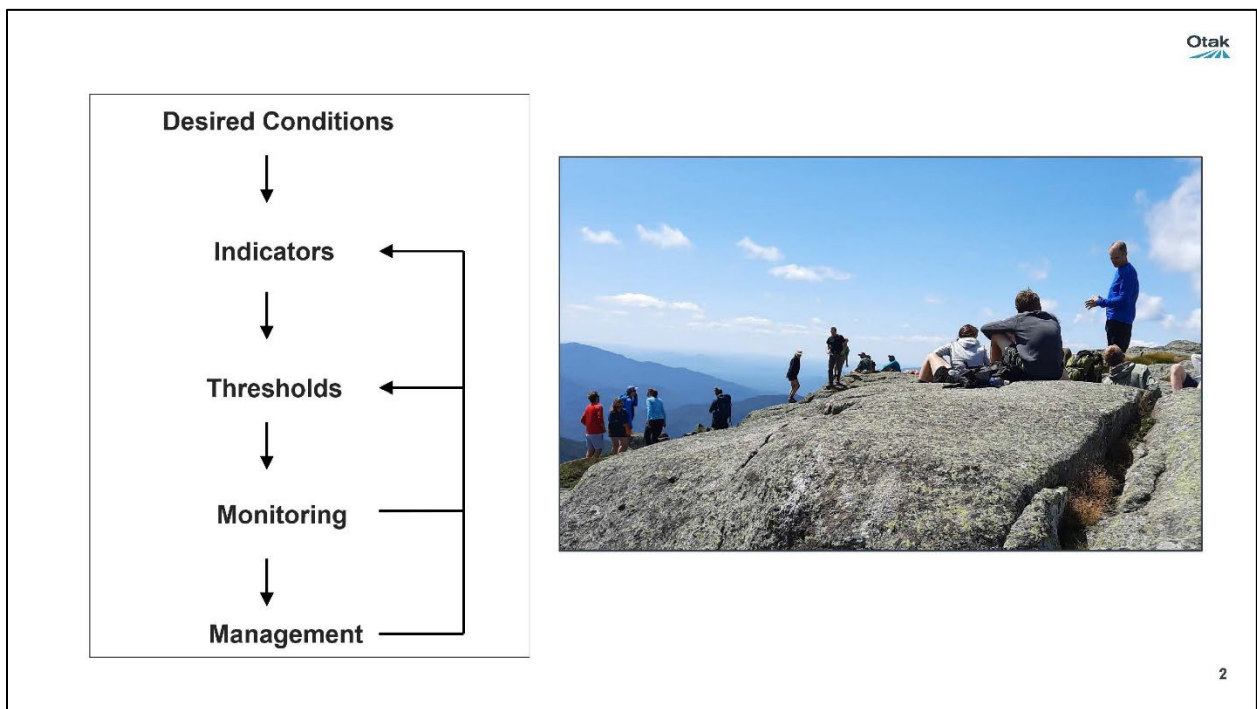 Otak
Desired Conditions
Indicators
Thresholds
Monitoring
Management
2